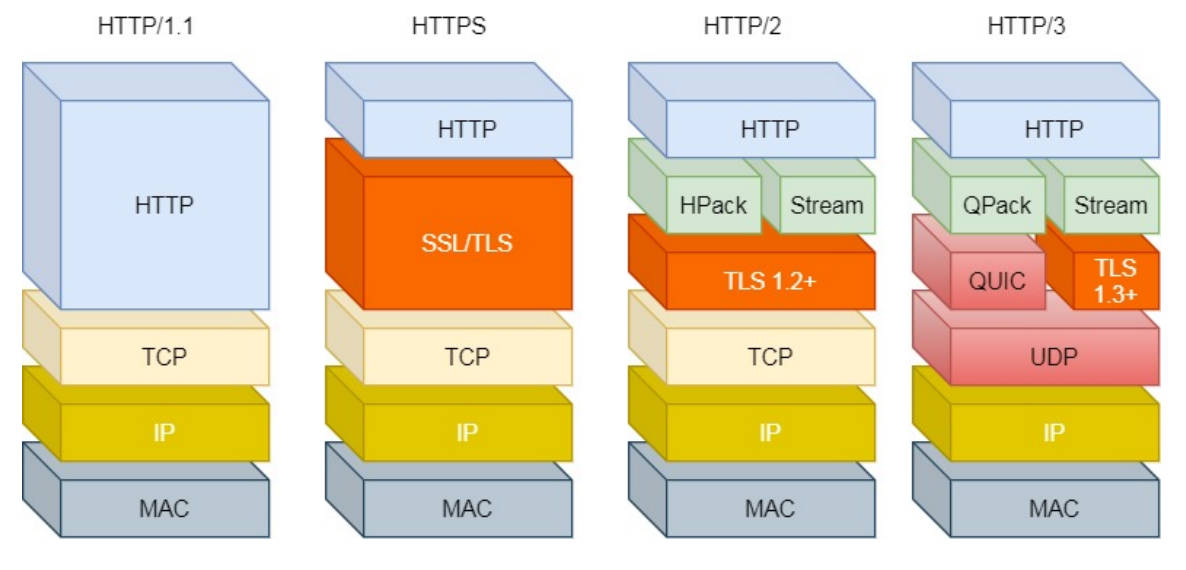 HTTP/1.1
HTTPS
HTTP/2
HTTP/3
HTTP
TCP
IP
MAC
HTTP
SSL/TLS
TCP
IP
MAC
HTTP
HPack
Stream
TLS 1.2+
TCP
IP
MAC
HTTP
QPack
Stream
QUIC
TLS
1.3+
UDP
IP
MAC